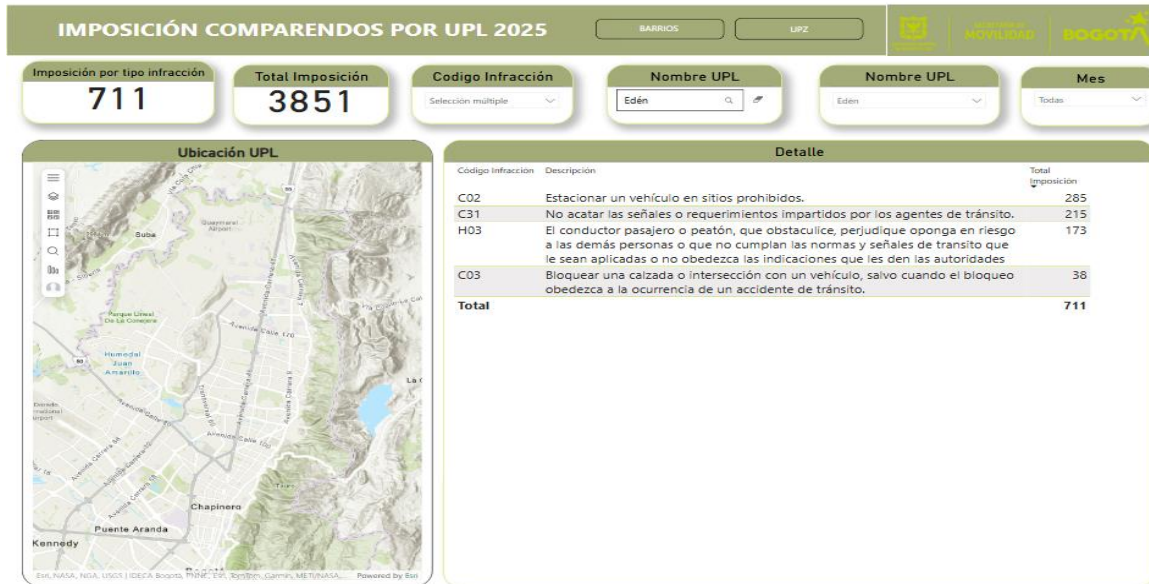 IMPOSICIÓN COMPARENDOS POR UPL 2025
BARRIOS
UPZ
MOVILIDAD
BOGOTÁ
Imposición por tipo infracción
711
Total Imposición
3851
Codigo Infracción
Selección múltiple
Nombre UPL
Edén
Nombre UPL
Edén
Mes
Todas
Ubicación UPL
Suba
Guaymaral
Airport
Parque Lineal
De La Conejera
Humedal
Juan
Amarillo
Avenida Calle 170
Avenida Calle 100
Chapinero
Puente Aranda
Kennedy
Powered by Esri
Detalle
Código Infracción Descripción Total
Imposición
C02 Estacionar un vehículo en sitios prohibidos. 285
C31 No acatar las señales o requerimientos impartidos por los agentes de tránsito. 215
H03 El conductor pasajero o peatón, que obstaculice, perjudique oponga en riesgo 173
a las demás personas o que no cumplan las normas y señales de transito que
le sean aplicadas o no obedezca las indicaciones que les den las autoridades
C03 Bloquear una calzada o intersección con un vehículo, salvo cuando el bloqueo 38
obedezca a la ocurrencia de un accidente de tránsito.
Total 711